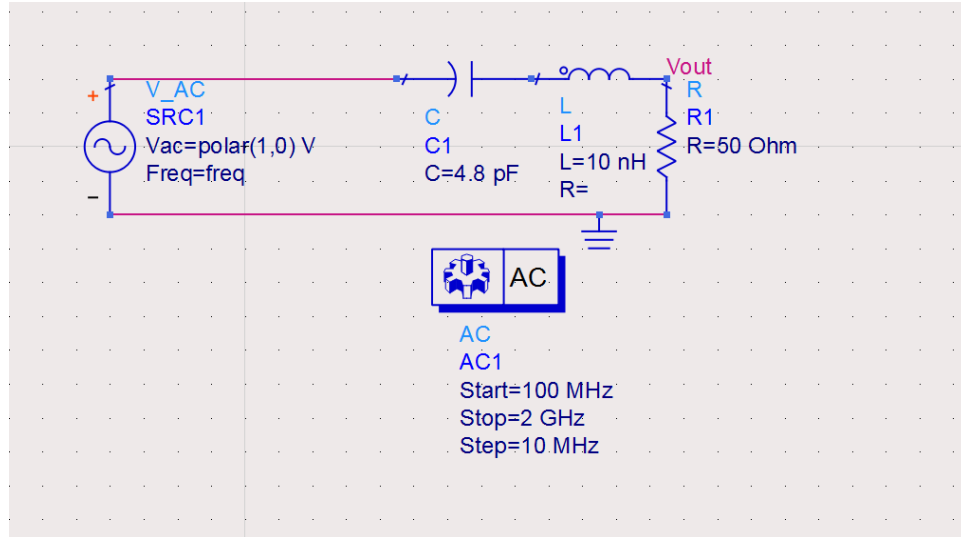 Vout
+
V_AC
SRC1
Vac=polar(1,0) V
Freq=freq
−
C
C1
C=4.8 pF
L
L1
L=10 nH
R=
R
R1
R=50 Ohm
AC
AC
AC1
Start=100 MHz
Stop=2 GHz
Step=10 MHz